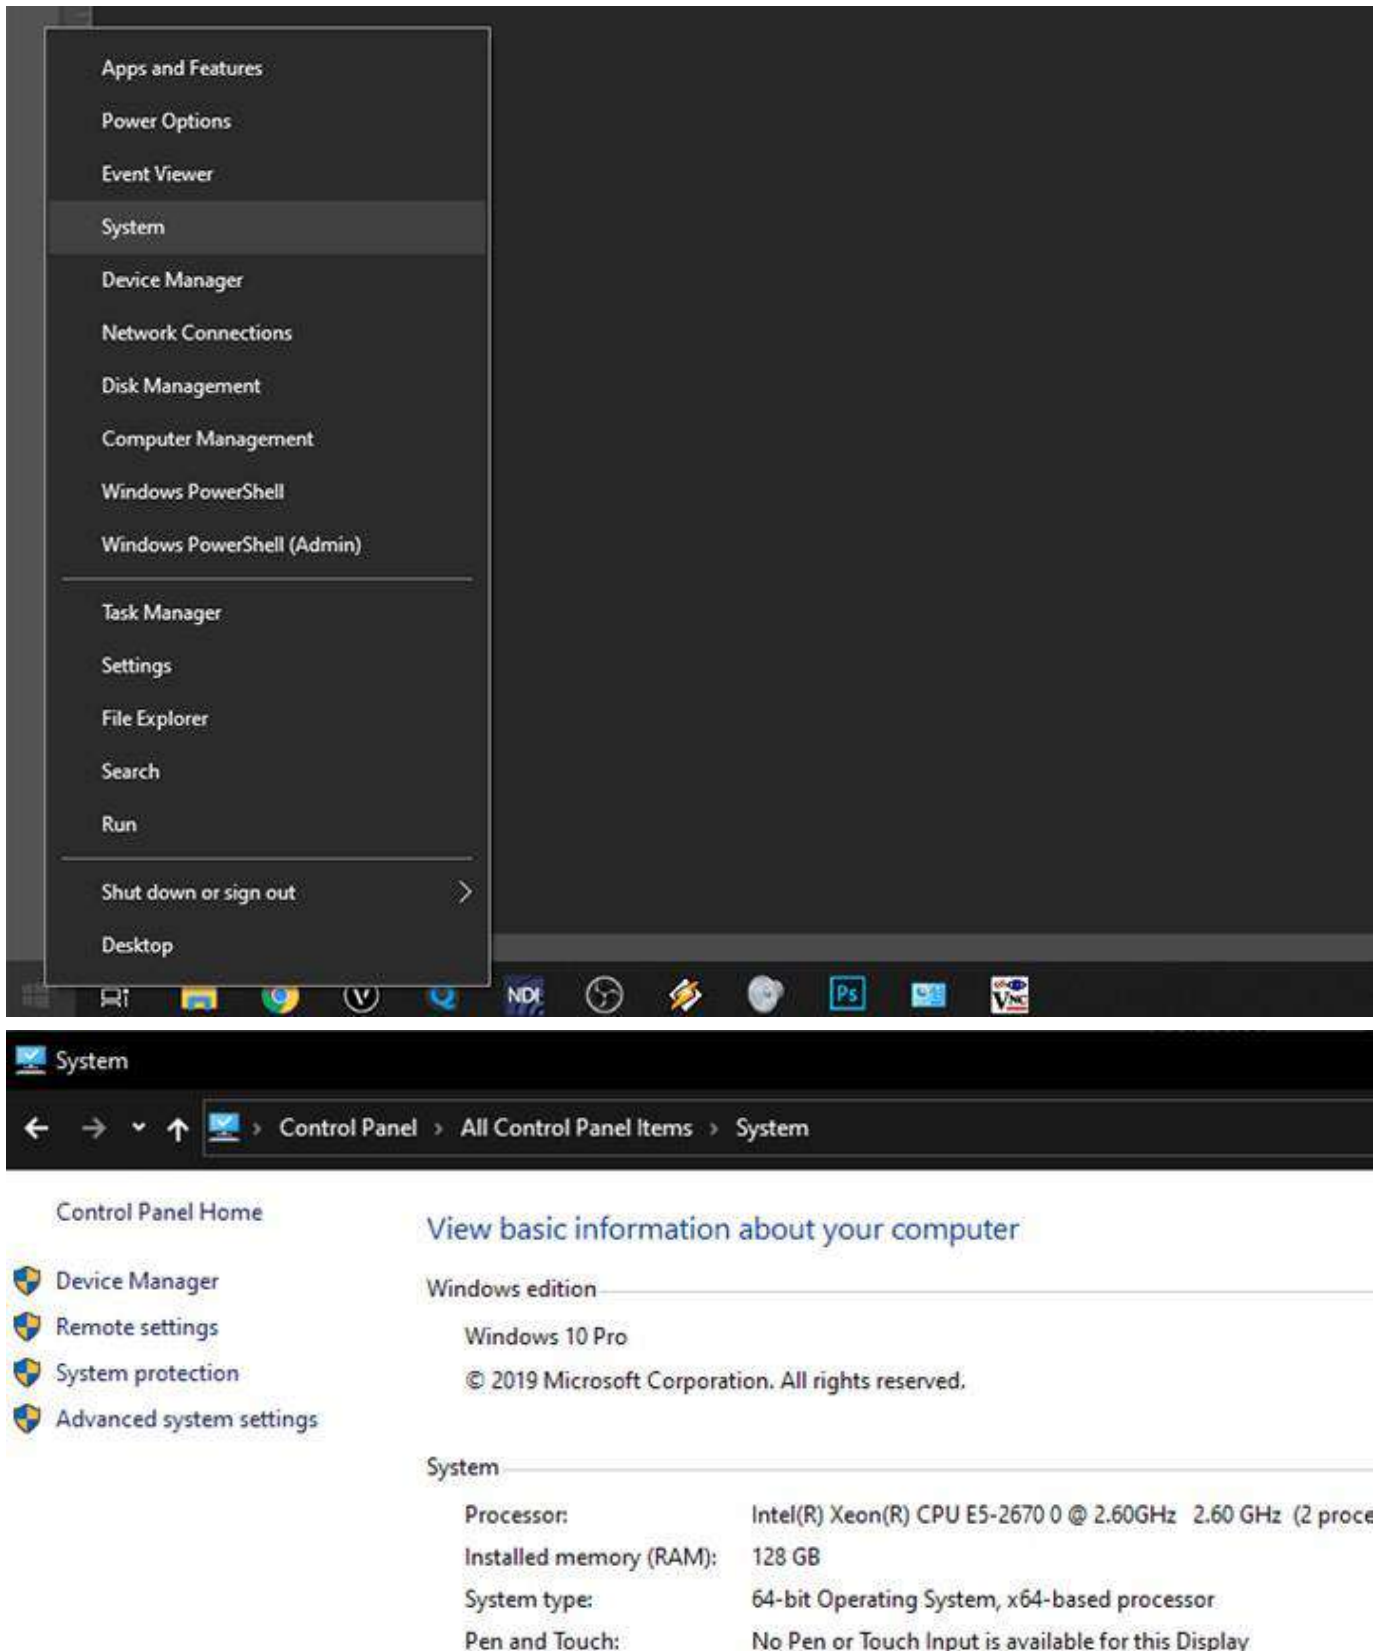 Apps and Features
Power Options
Event Viewer
System
Device Manager
Network Connections
Disk Management
Computer Management
Windows PowerShell
Windows PowerShell (Admin)
Task Manager
Settings
File Explorer
Search
Run
Shut down or sign out
Desktop
NDI
Ps
VNC
System
Control Panel > All Control Panel Items > System
Control Panel Home
Device Manager
Remote settings
System protection
Advanced system settings
View basic information about your computer
Windows edition
Windows 10 Pro
© 2019 Microsoft Corporation. All rights reserved.
System
Processor: Intel(R) Xeon(R) CPU E5-2670 0 @ 2.60GHz 2.60 GHz (2 proce
Installed memory (RAM): 128 GB
System type: 64-bit Operating System, x64-based processor
Pen and Touch: No Pen or Touch Input is available for this Display